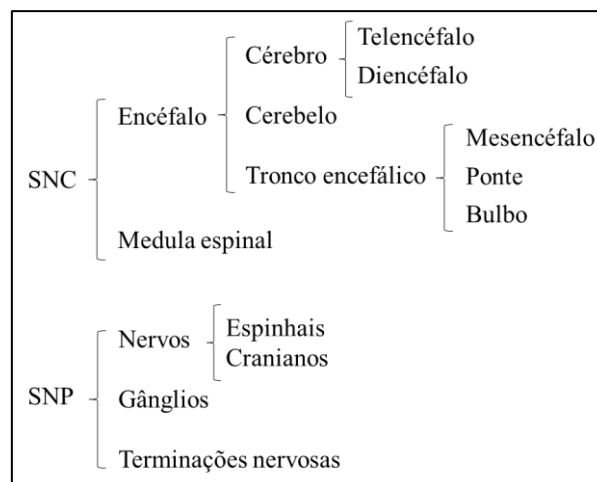 SNC
Encéfalo
Cérebro
Telencéfalo
Diencéfalo
Cerebelo
Tronco encefálico
Mesencéfalo
Ponte
Bulbo
Medula espinal
SNP
Nervos
Espinhais
Cranianos
Gânglios
Terminações nervosas